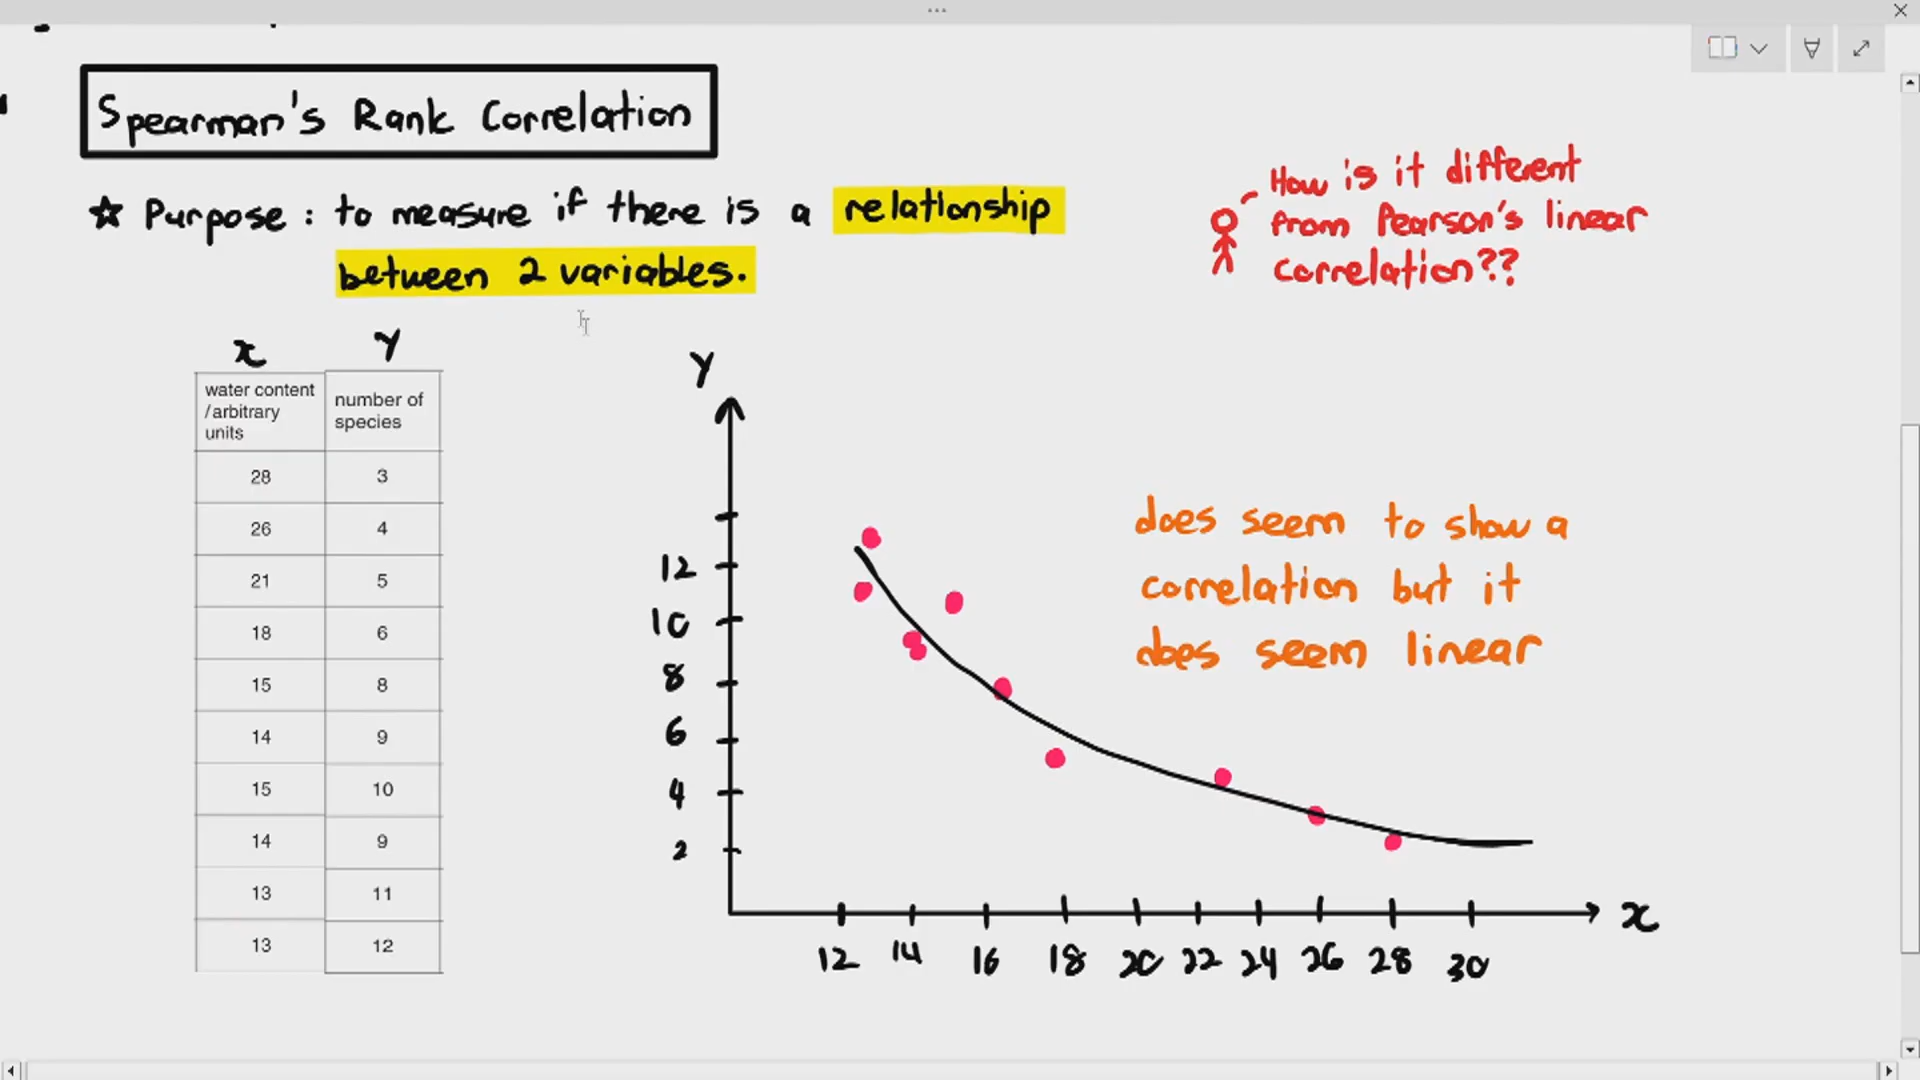 Spearman's Rank Correlation
☆ Purpose : to measure if there is a relationship
between 2 variables.
How is it different
from Pearson's linear
correlation??
x Y
water content
/arbitrary
units
number of
species
28 3
26 4
21 5
18 6
15 8
14 9
15 10
14 9
13 11
13 12
Y
12
10
8
6
4
2
12 14 16 18 20 22 24 26 28 30
x
does seem to show a
correlation but it
does seem linear